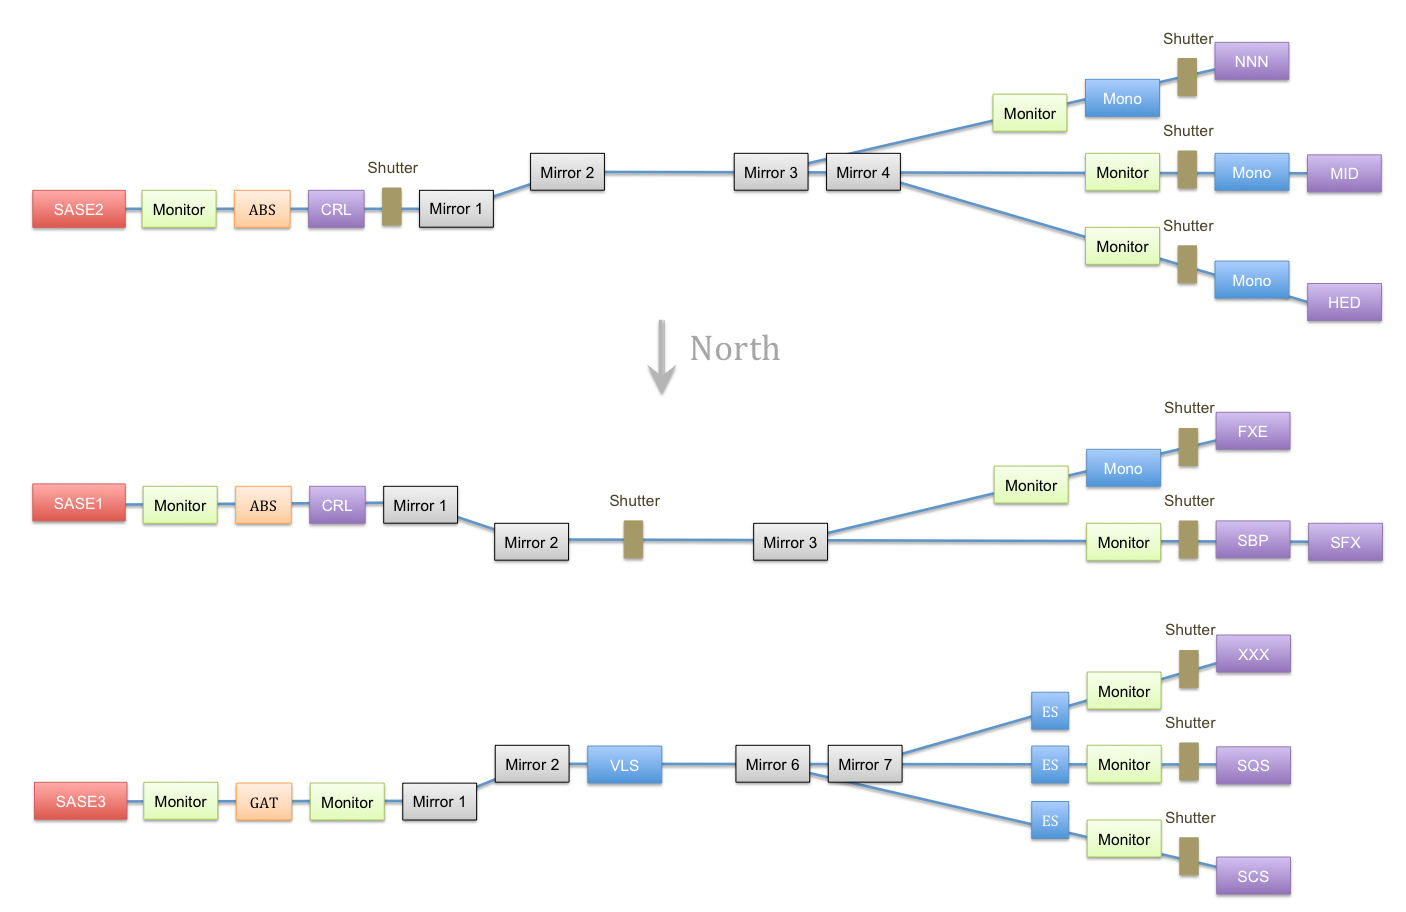 Shutter
NNN
Mono
Monitor
Shutter
Shutter
Mirror 2
Mirror 3
Mirror 4
Monitor
Mono
MID
SASE2
Monitor
ABS
CRL
Mirror 1
Shutter
Monitor
Mono
HED
North
Shutter
FXE
Mono
Monitor
SASE1
Monitor
ABS
CRL
Mirror 1
Shutter
Shutter
Mirror 2
Mirror 3
Monitor
SBP
SFX
Shutter
XXX
Monitor
ES
Shutter
Mirror 2
VLS
Mirror 6
Mirror 7
ES
Monitor
SQS
SASE3
Monitor
GAT
Monitor
Mirror 1
ES
Shutter
Monitor
SCS